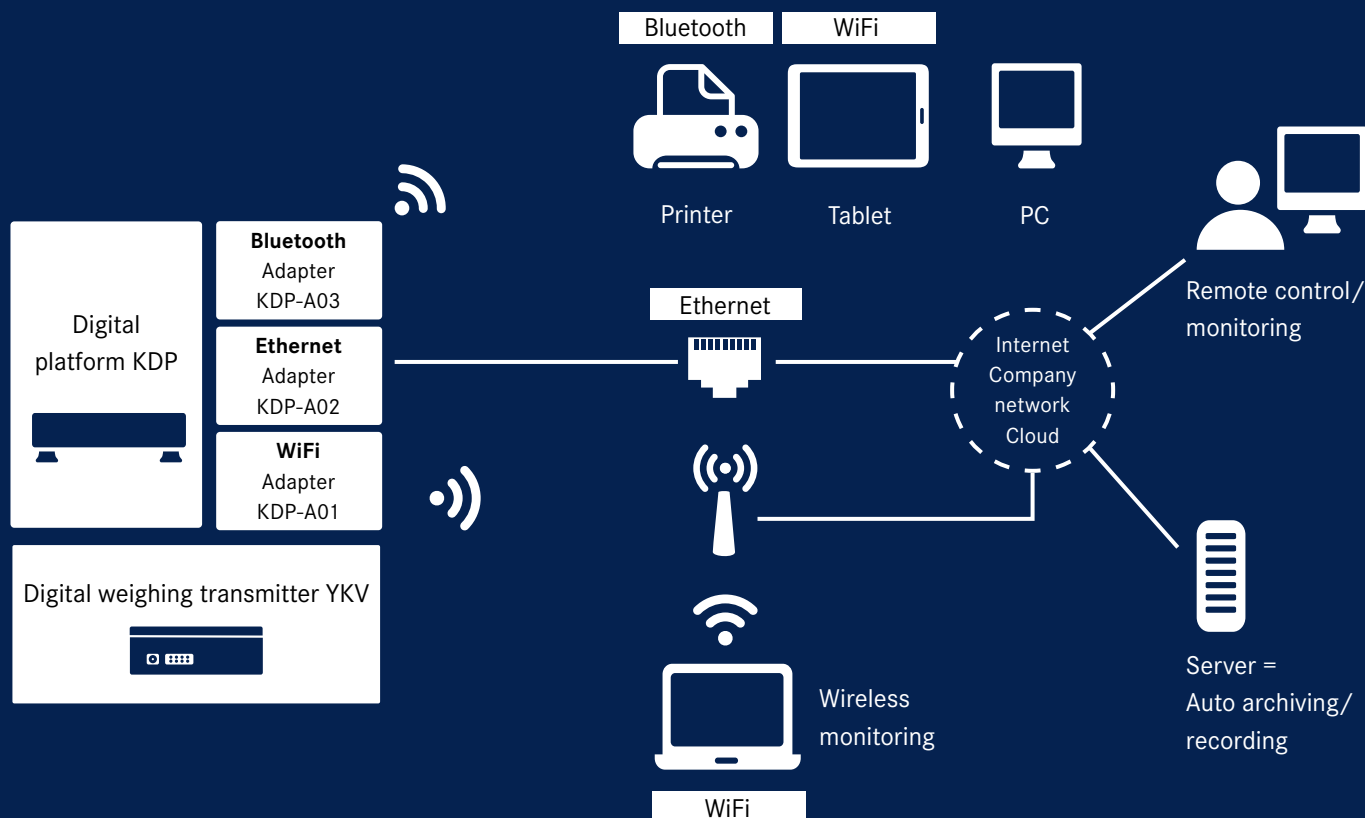 Bluetooth
WiFi
Printer
Tablet
PC
Digital
platform KDP
Bluetooth
Adapter
KDP-A03
Ethernet
Adapter
KDP-A02
WiFi
Adapter
KDP-A01
Digital weighing transmitter YKV
Ethernet
Internet
Company
network
Cloud
Remote control/
monitoring
Wireless
monitoring
WiFi
Server =
Auto archiving/
recording